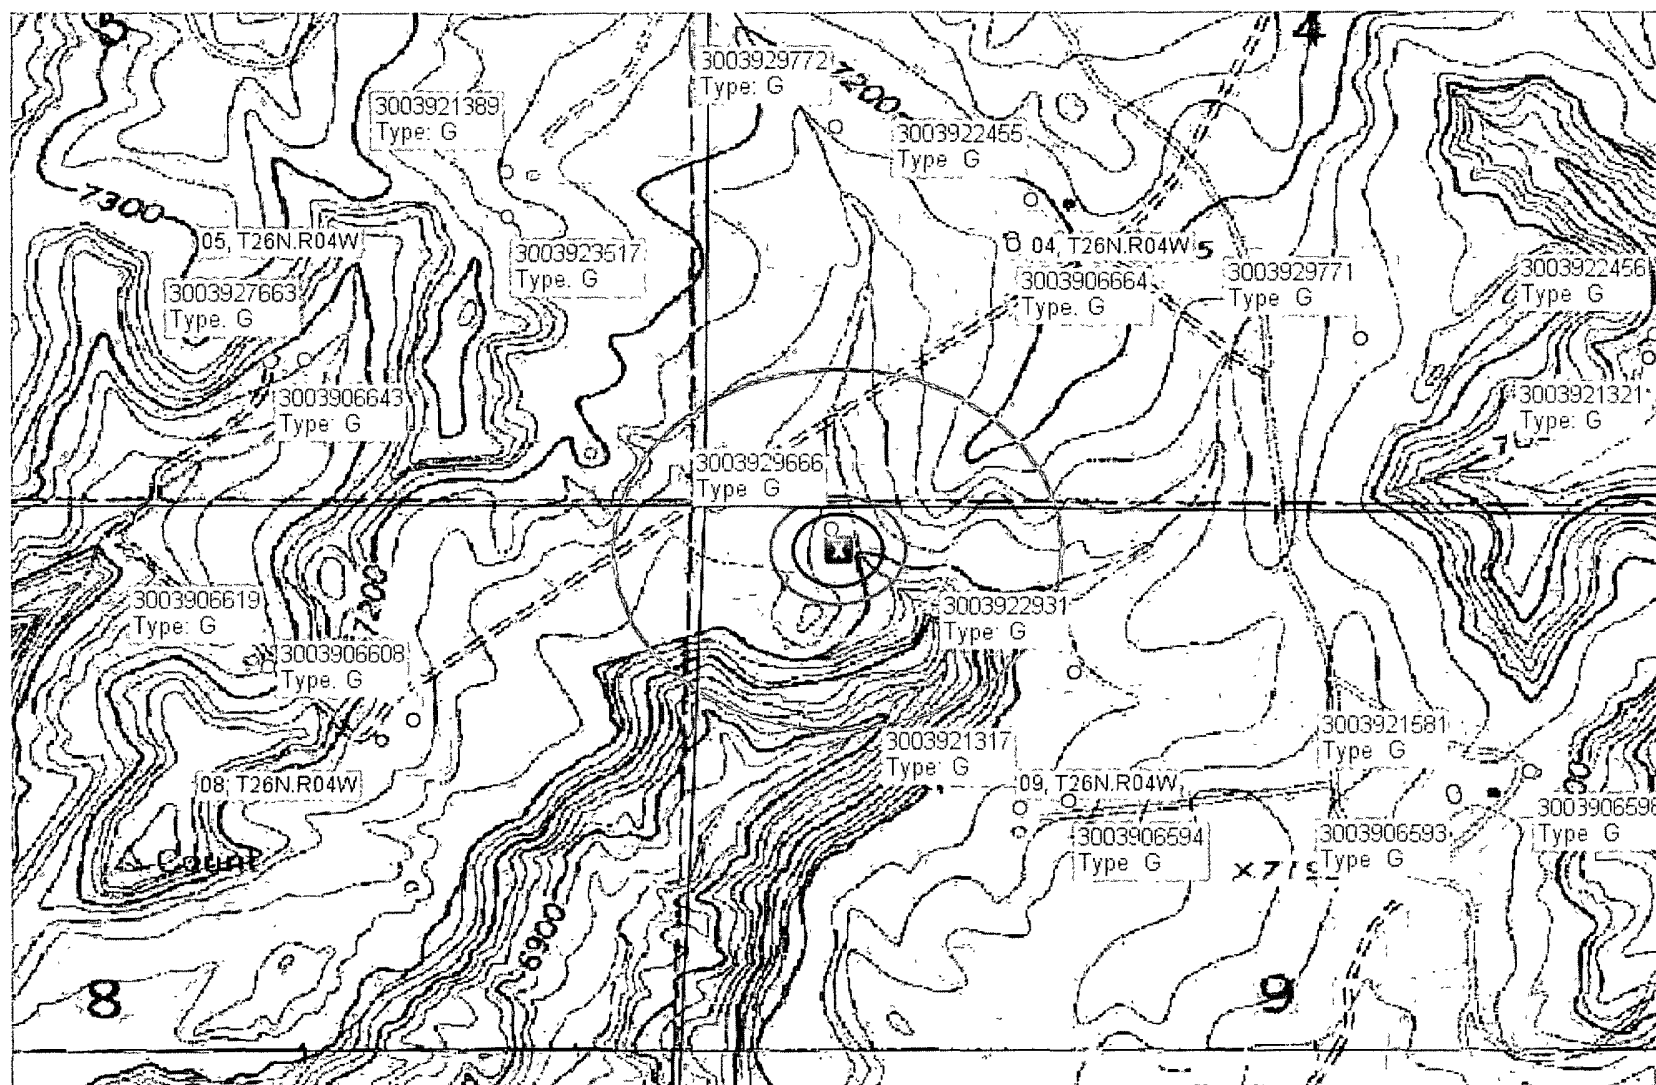 5
4
3003929772
Type: G
7200
3003921389
Type: G
3003922455
Type G
7300
05, T26N.R04W
04, T26N.R04W
5
3003923517
Type. G
3003906664
Type G
3003929771
Type G
3003922456
Type G
3003927663
Type. G
3003906643
Type: G
3003921321
Type: G
3003929666
Type G
3003906619
Type: G
7200
3003922931
Type: G
3003906608
Type. G
3003921317
Type: G
3003921581
Type G
08, T26N.R04W
09, T26N.R04W
3003906594
Type G
3003906593
Type G
Type G
Count
6900
8
9